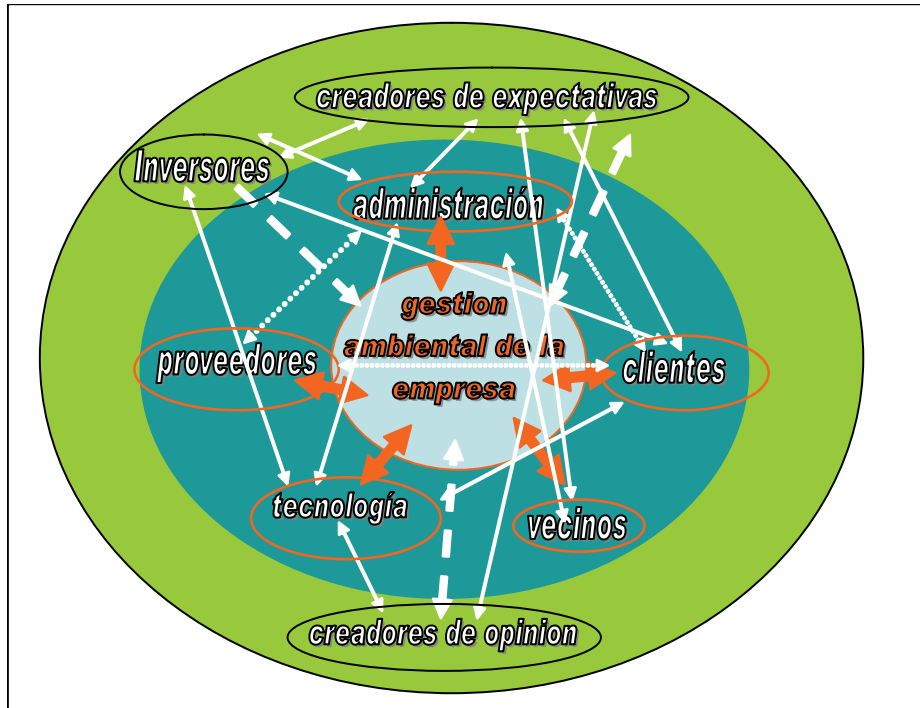 creadores de expectativas
Inversores
administración
gestion
ambiental de la
empresa
proveedores
clientes
tecnología
vecinos
creadores de opinion